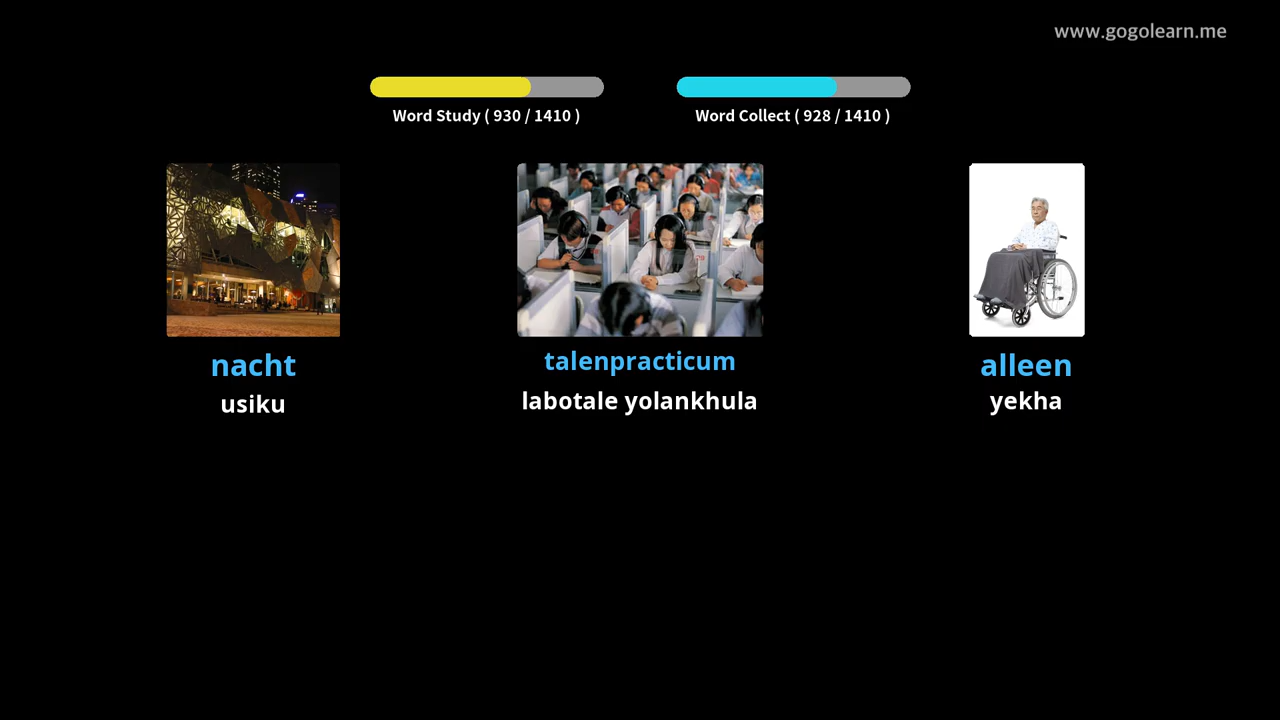 www.gogolearn.me
Word Study ( 930 / 1410 )
Word Collect ( 928 / 1410 )
nacht
usiku
talenpracticum
labotale yolankhula
alleen
yekha